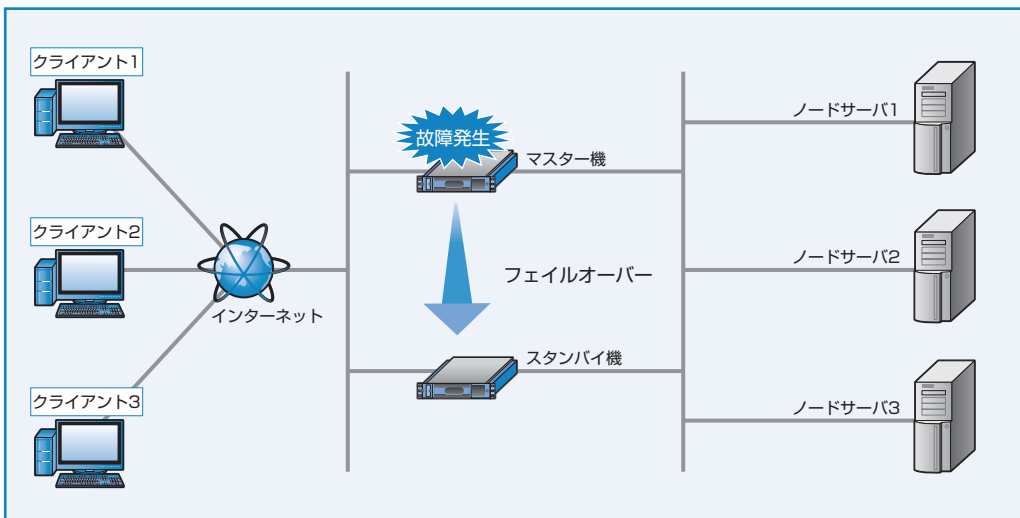 クライアント1
クライアント2
クライアント3
インターネット
故障発生
マスター機
フェイルオーバー
スタンバイ機
ノードサーバ1
ノードサーバ2
ノードサーバ3